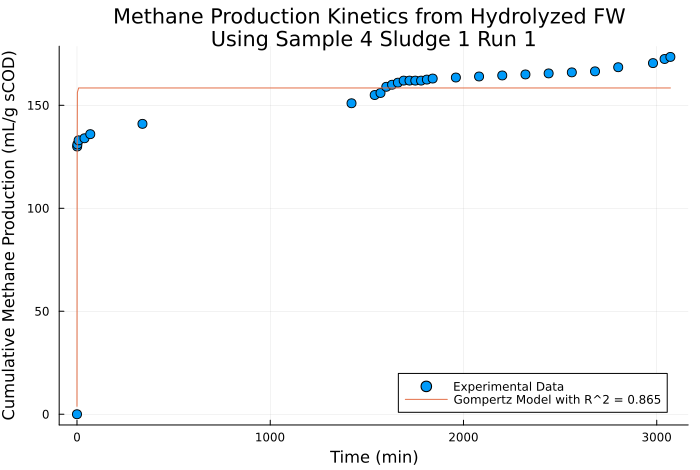 Methane Production Kinetics from Hydrolyzed FW
Using Sample 4 Sludge 1 Run 1
Cumulative Methane Production (mL/g sCOD)
150
100
50
0
0
1000
2000
3000
Time (min)
Experimental Data
Gompertz Model with R^2 = 0.865